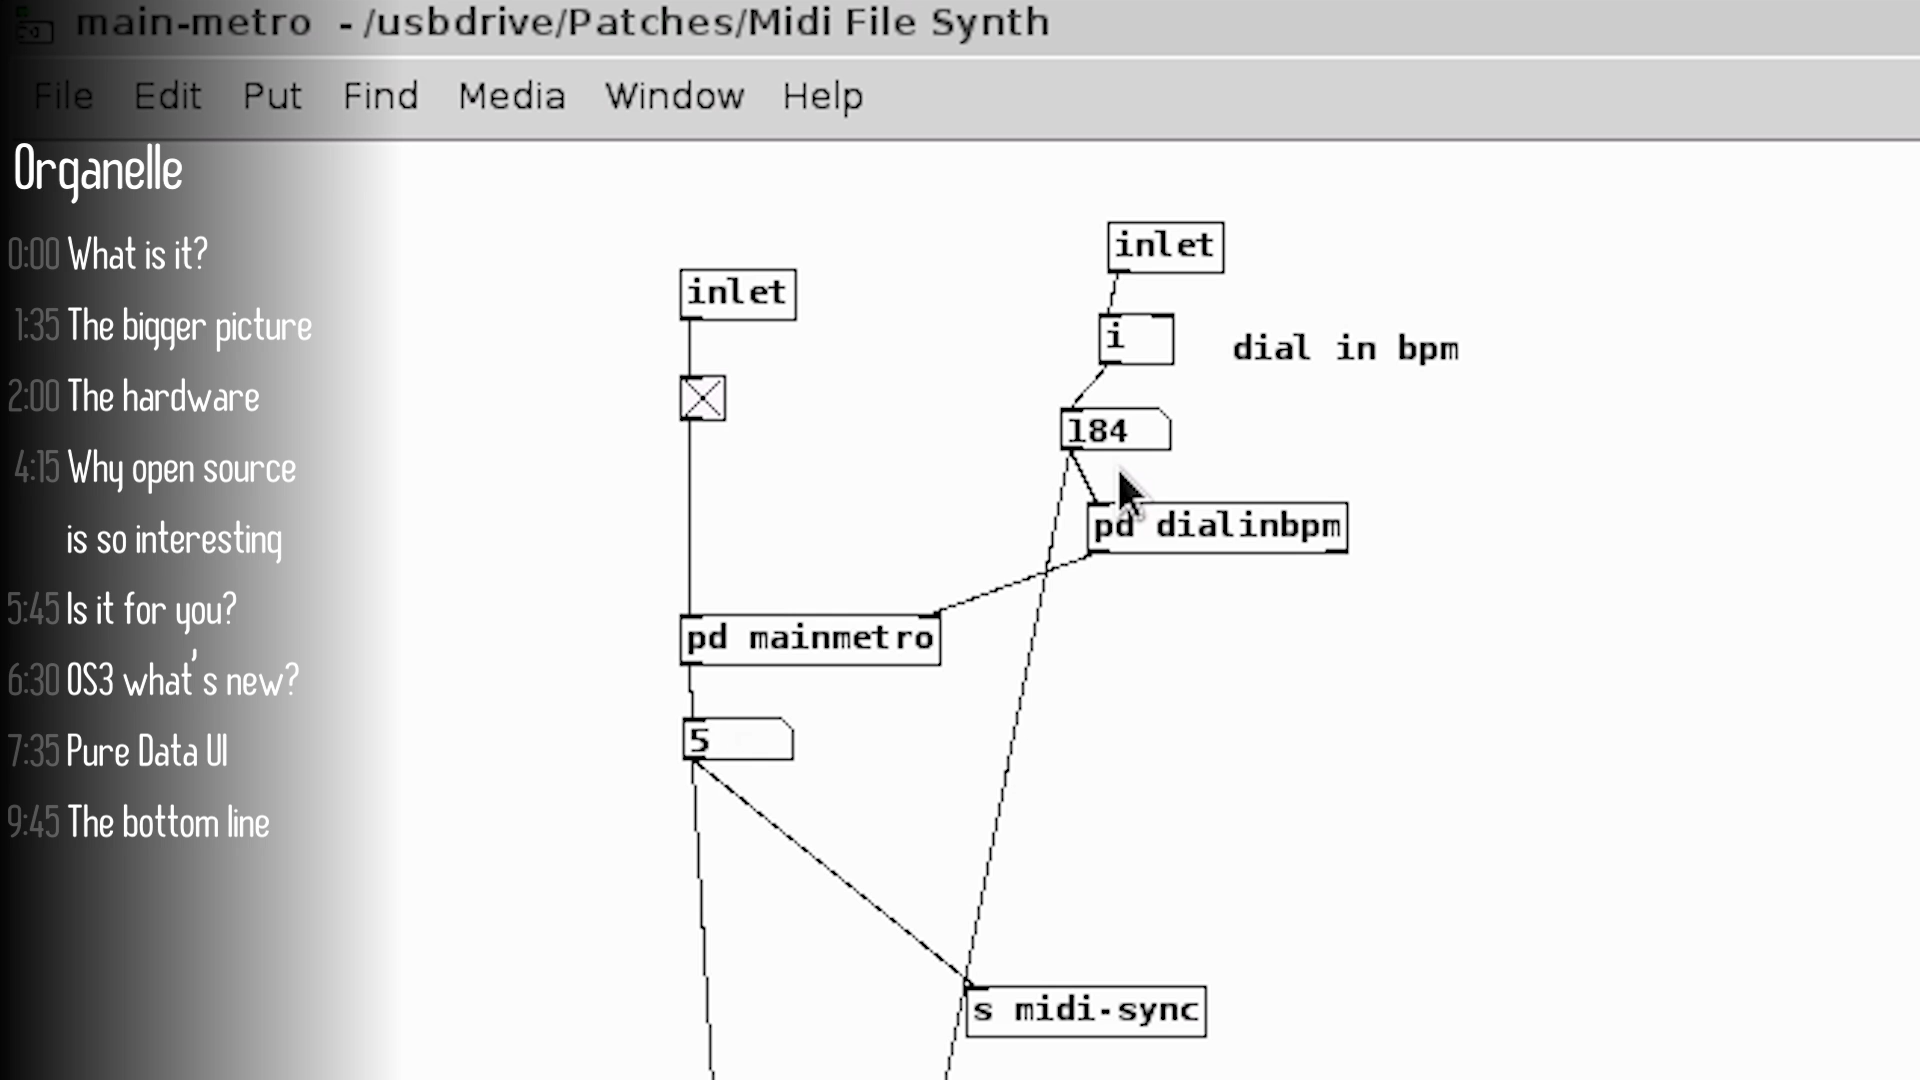 main-metro - /usbdrive/Patches/Midi File Synth
File Edit Put Find Media Window Help
Organelle
0:00 What is it?
1:35 The bigger picture
2:00 The hardware
4:15 Why open source
is so interesting
5:45 Is it for you?
6:30 OS3 what's new?
7:35 Pure Data UI
9:45 The bottom line
inlet
inlet
i
dial in bpm
184
pd dialinbpm
pd mainmetro
5
s midi-sync